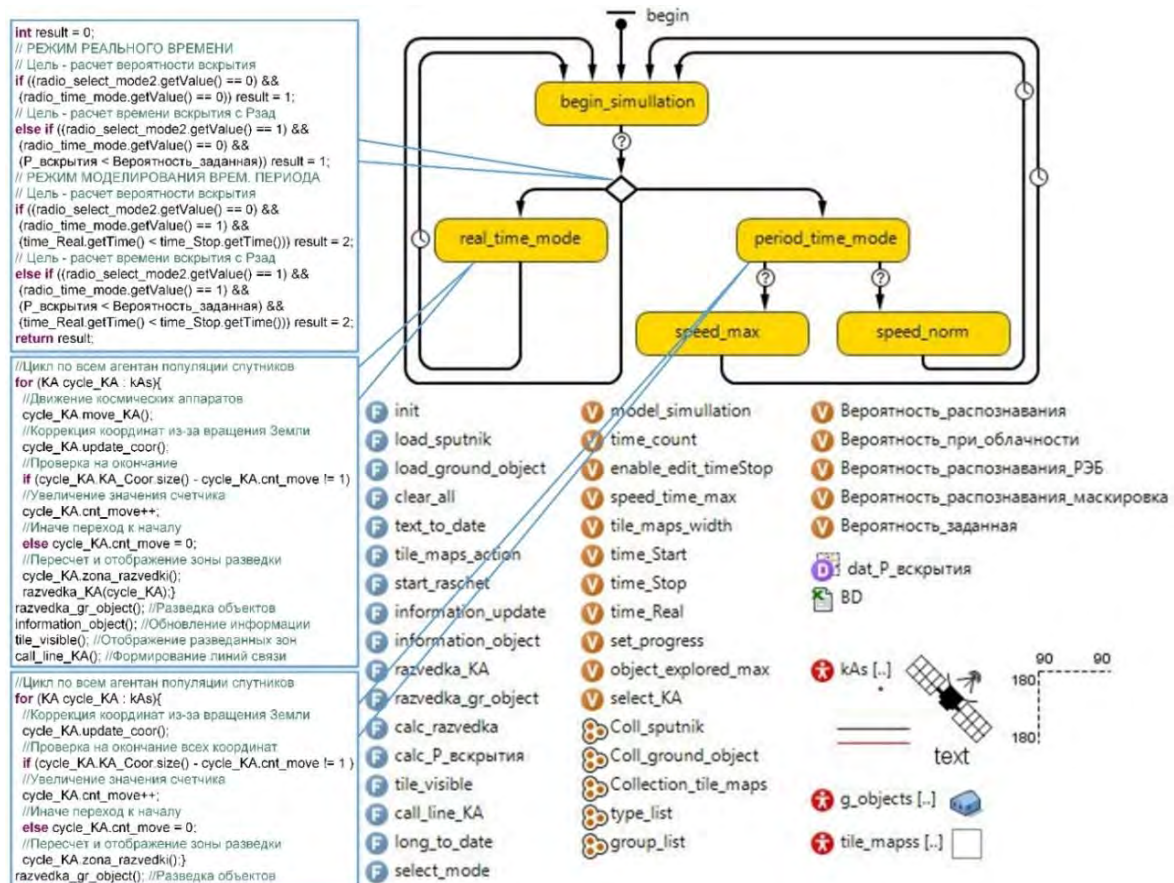 int result = 0;
// РЕЖИМ РЕАЛЬНОГО ВРЕМЕНИ
// Цель - расчет вероятности вскрытия
if ((radio_select_mode2.getValue() == 0) &&
(radio_time_mode.getValue() == 0)) result = 1;
// Цель - расчет времени вскрытия с Рзад
else if ((radio_select_mode2.getValue() == 1) &&
(radio_time_mode.getValue() == 0) &&
(P_вскрытия < Вероятность_заданная)) result = 1;
// РЕЖИМ МОДЕЛИРОВАНИЯ ВРЕМ. ПЕРИОДА
// Цель - расчет вероятности вскрытия
if ((radio_select_mode2.getValue() == 0) &&
(radio_time_mode.getValue() == 1) &&
(time_Real.getTime() < time_Stop.getTime())) result = 2;
// Цель - расчет времени вскрытия с Рзад
else if ((radio_select_mode2.getValue() == 1) &&
(radio_time_mode.getValue() == 1) &&
(P_вскрытия < Вероятность_заданная) &&
(time_Real.getTime() < time_Stop.getTime())) result = 2;
return result;
//Цикл по всем агентан популяции спутников
for (KA cycle_KA : kAs){
//Движение космических аппаратов
cycle_KA.move_KA();
//Коррекция координат из-за вращения Земли
cycle_KA.update_coor();
//Проверка на окончание
if (cycle_KA.KA_Coor.size() - cycle_KA.cnt_move != 1)
//Увеличение значения счетчика
cycle_KA.cnt_move++;
//Иначе переход к началу
else cycle_KA.cnt_move = 0;
//Пересчет и отображение зоны разведки
cycle_KA.zona_razvedki();
razvedka_KA(cycle_KA);}
razvedka_gr_object(); //Разведка объектов
information_object(); //Обновление информации
tile_visible(); //Отображение разведанных зон
call_line_KA(); //Формирование линий связи
//Цикл по всем агентан популяции спутников
for (KA cycle_KA : kAs){
//Коррекция координат из-за вращения Земли
cycle_KA.update_coor();
//Проверка на окончание всех координат
if (cycle_KA.KA_Coor.size() - cycle_KA.cnt_move != 1 )
//Увеличение значения счетчика
cycle_KA.cnt_move++;
//Иначе переход к началу
else cycle_KA.cnt_move = 0;
//Пересчет и отображение зоны разведки
cycle_KA.zona_razvedki();}
razvedka_gr_object(); //Разведка объектов
begin
begin_simullation
?
real_time_mode
period_time_mode
?
?
speed_max
speed_norm
F init
F load_sputnik
F load_ground_object
F clear_all
F text_to_date
F tile_maps_action
F start_raschet
F information_update
F information_object
F razvedka_KA
F razvedka_gr_object
F calc_razvedka
F calc_P_вскрытия
F tile_visible
F call_line_KA
F long_to_date
F select_mode
V model_simullation
V time_count
V enable_edit_timeStop
V speed_time_max
V tile_maps_width
V time_Start
V time_Stop
V time_Real
V set_progress
V object_explored_max
V select_KA
Coll_sputnik
Coll_ground_object
Collection_tile_maps
type_list
group_list
V Вероятность_распознавания
V Вероятность_при_облачности
V Вероятность_распознавания_РЭБ
V Вероятность_распознавания_маскировка
V Вероятность_заданная
D dat_P_вскрытия
BD
kAs [..]
text
90 90
180
180
g_objects [..]
tile_mapss [..]